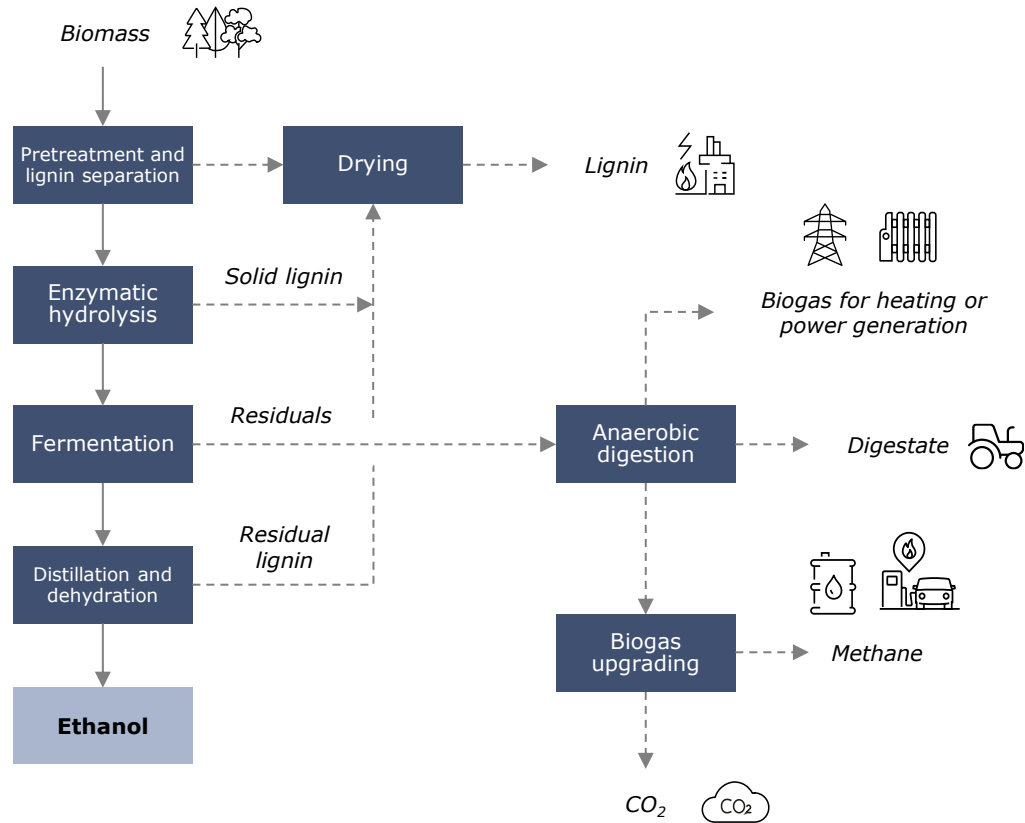 Biomass
Pretreatment and
lignin separation
Drying
Lignin
Enzymatic
hydrolysis
Solid lignin
Biogas for heating or
power generation
Fermentation
Residuals
Anaerobic
digestion
Digestate
Distillation and
dehydration
Residual
lignin
Biogas
upgrading
Methane
Ethanol
CO₂
CO₂